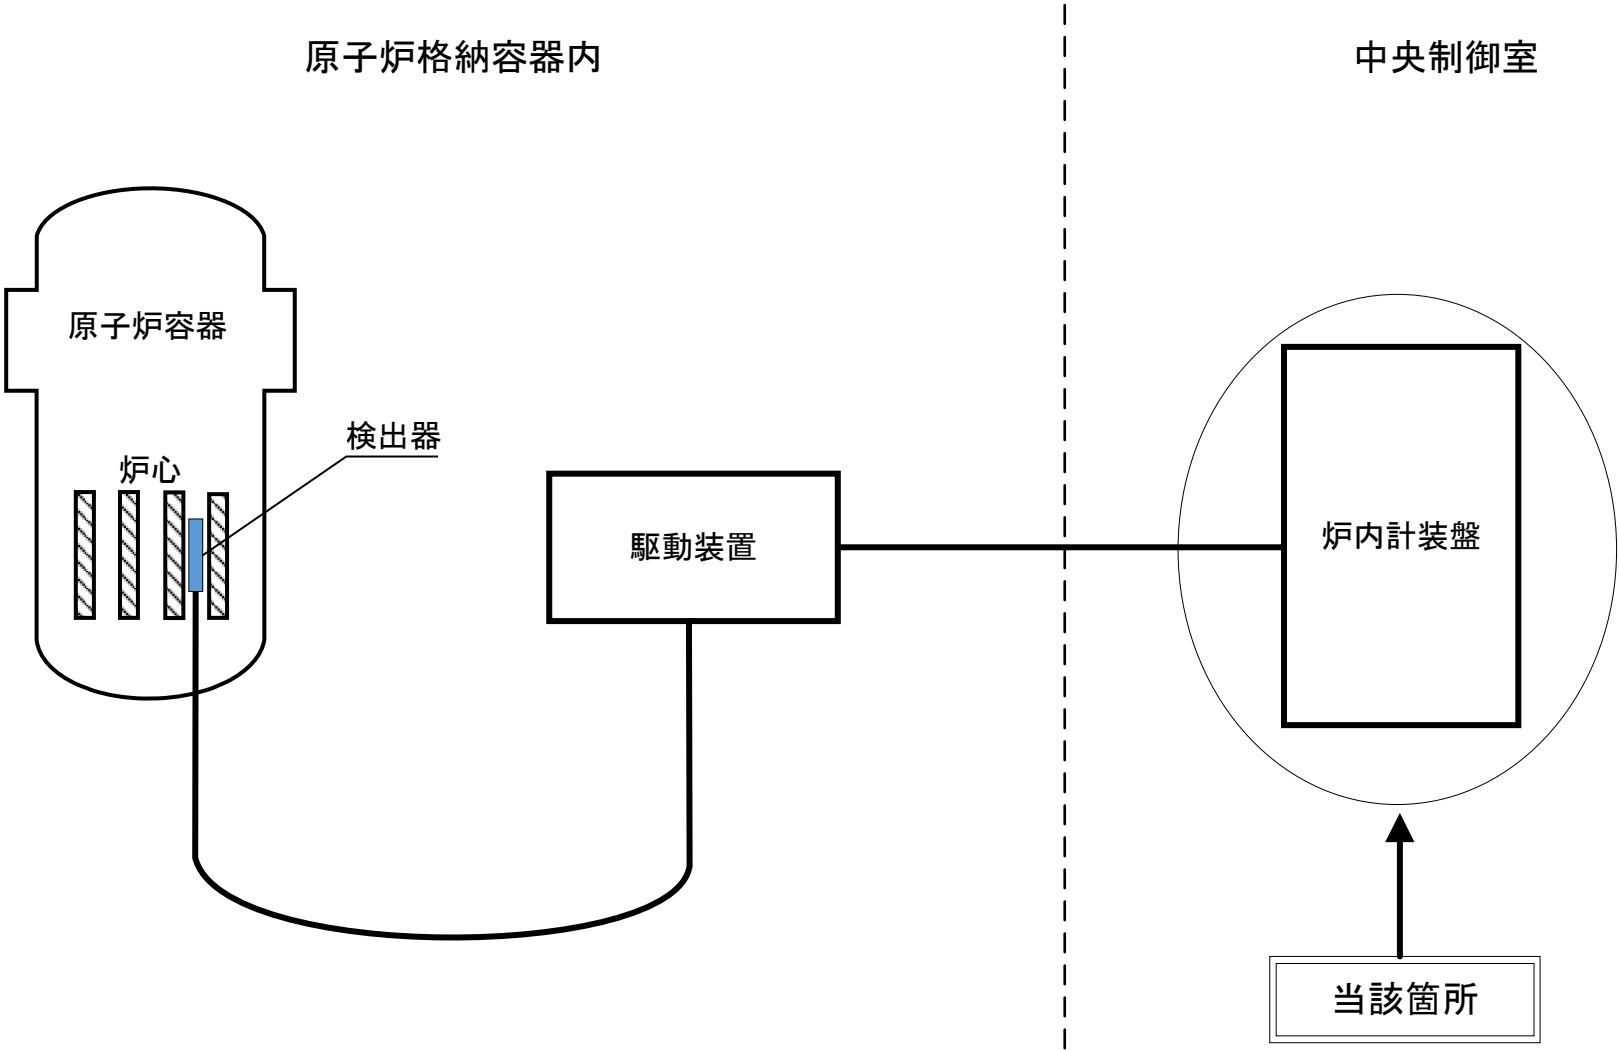 原子炉格納容器内
中央制御室
原子炉容器
検出器
炉心
駆動装置
炉内計装盤
当該箇所